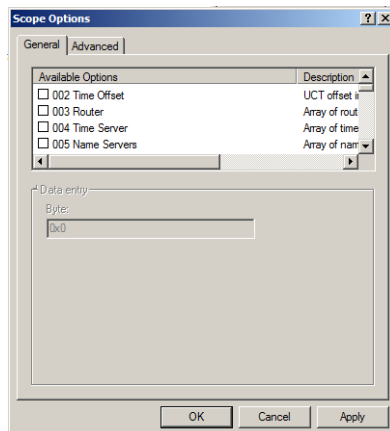 Scope Options
General Advanced
Available Options Description
002 Time Offset UCT offset i
003 Router Array of rout
004 Time Server Array of time
005 Name Servers Array of nam
Data entry
Byte:
0x0
OK Cancel Apply